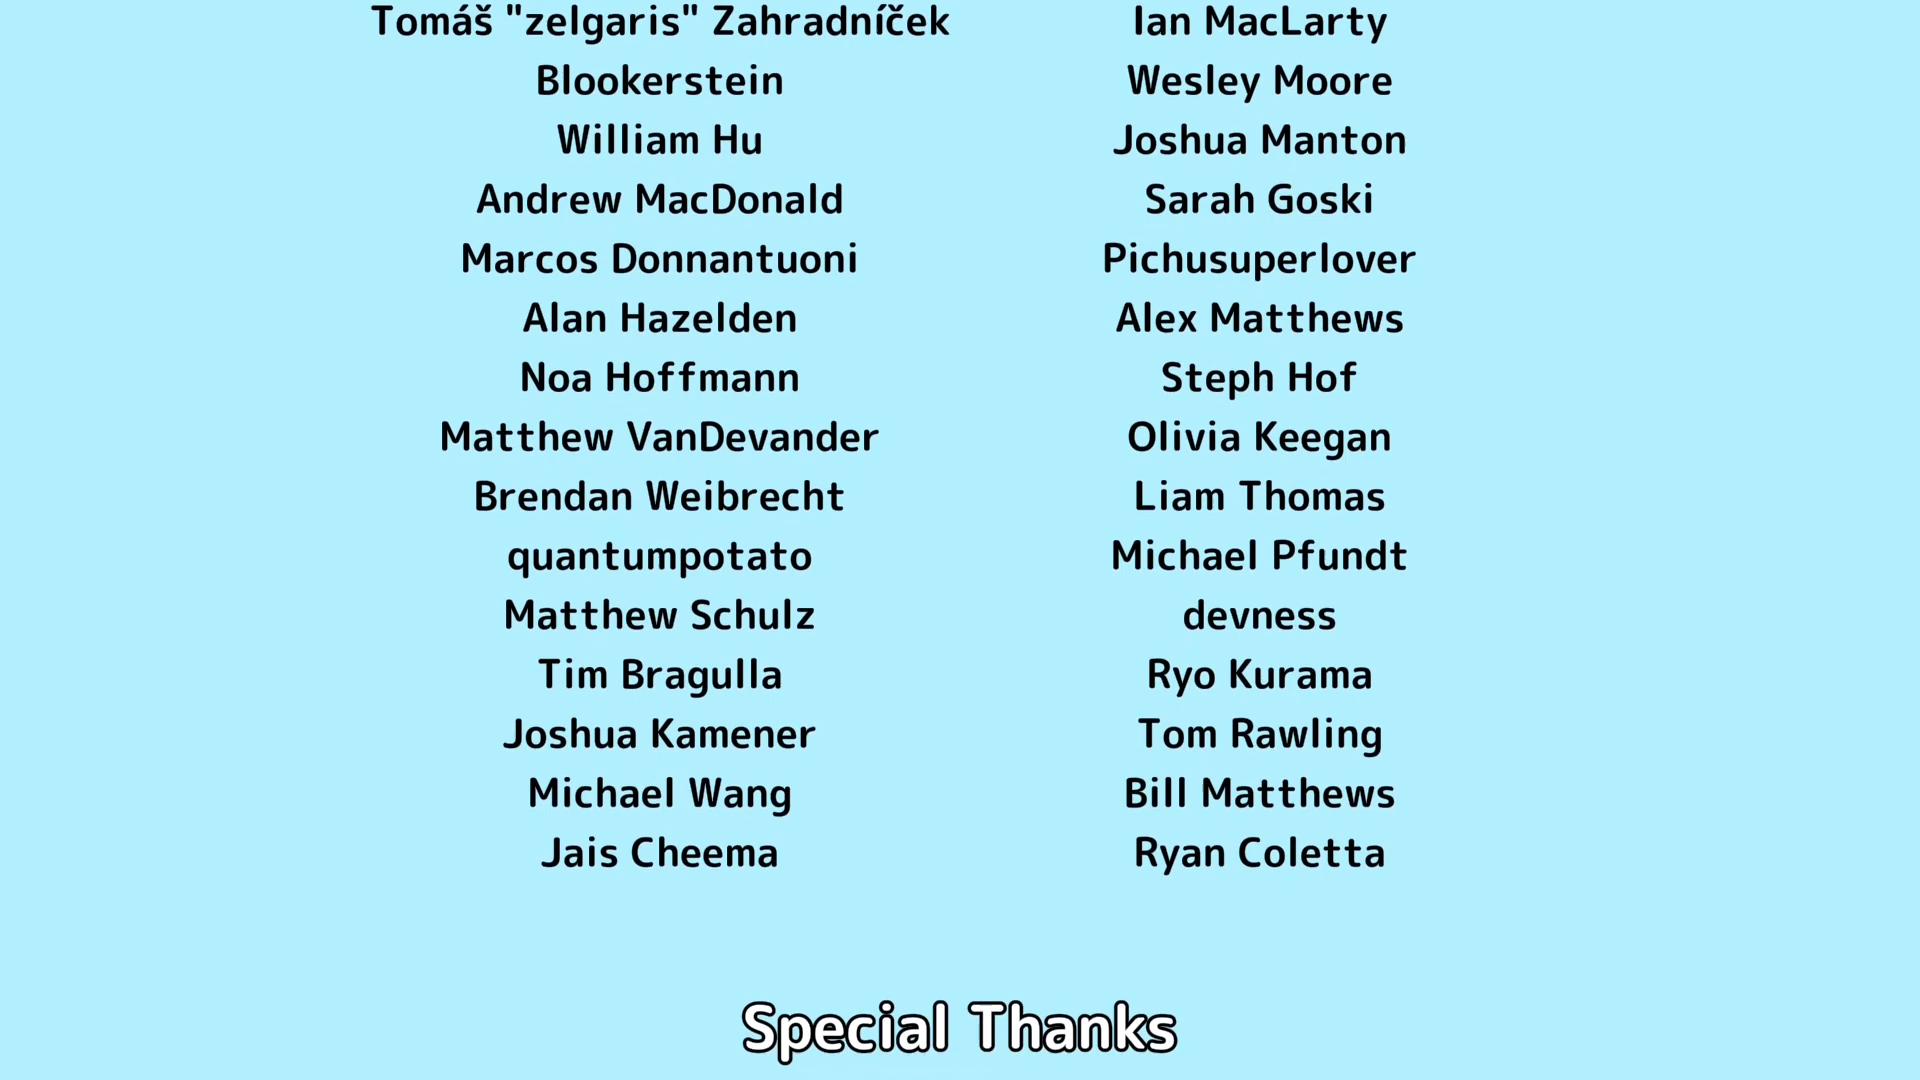 Tomáš "zelgaris" Zahradníček Ian MacLarty
Blookerstein Wesley Moore
William Hu Joshua Manton
Andrew MacDonald Sarah Goski
Marcos Donnantuoni Pichusuperlover
Alan Hazelden Alex Matthews
Noa Hoffmann Steph Hof
Matthew VanDevander Olivia Keegan
Brendan Weibrecht Liam Thomas
quantumpotato Michael Pfundt
Matthew Schulz devness
Tim Bragulla Ryo Kurama
Joshua Kamener Tom Rawling
Michael Wang Bill Matthews
Jais Cheema Ryan Coletta
Special Thanks